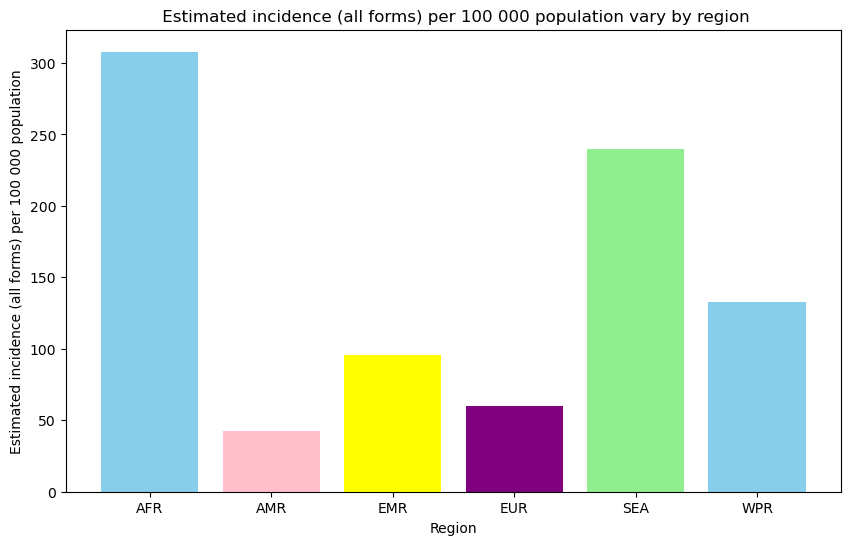 Estimated incidence (all forms) per 100 000 population vary by region
Estimated incidence (all forms) per 100 000 population
300
250
200
150
100
50
0
AFR AMR EMR EUR SEA WPR
Region